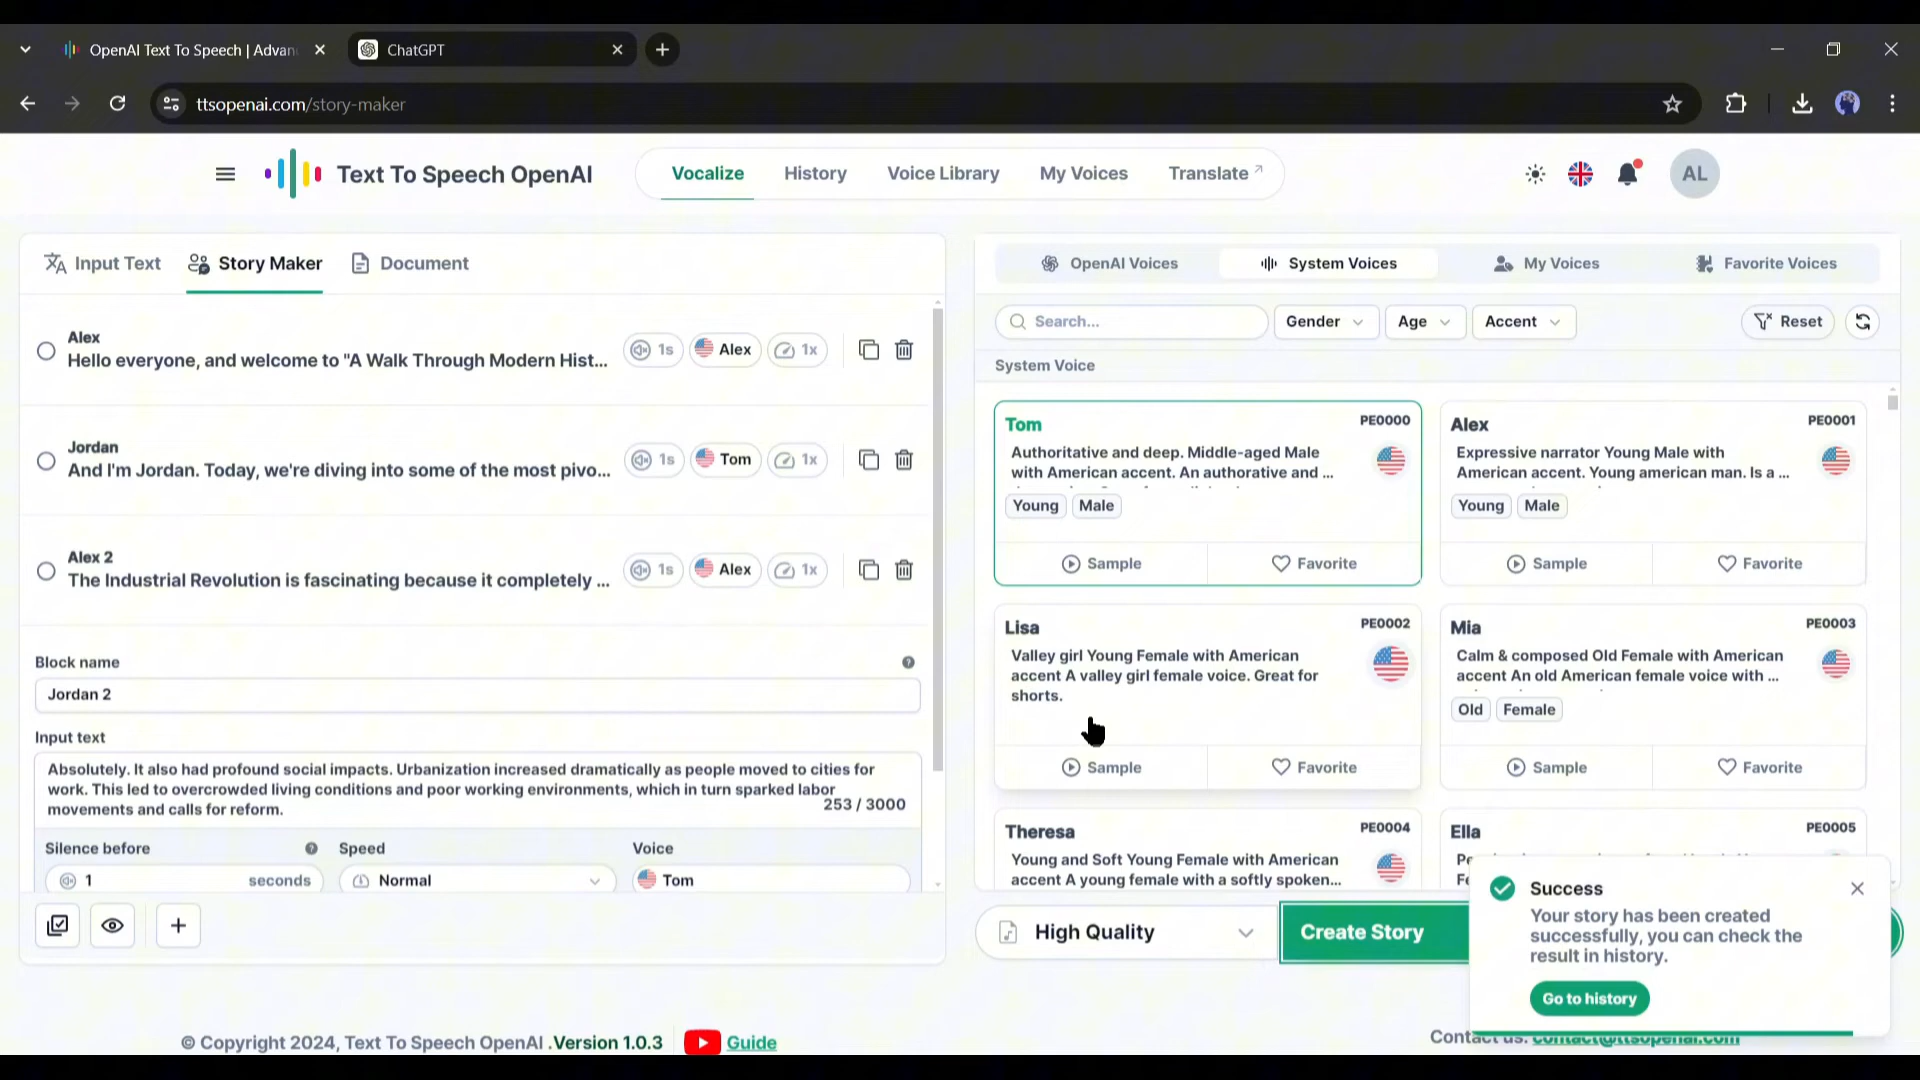 OpenAI Text To Speech | Advan
ChatGPT
ttsopenai.com/story-maker
Text To Speech OpenAI
Vocalize
History
Voice Library
My Voices
Translate
AL
Input Text
Story Maker
Document
Alex
Hello everyone, and welcome to "A Walk Through Modern Hist...
1s
Alex
1x
Jordan
And I'm Jordan. Today, we're diving into some of the most pivo...
1s
Tom
1x
Alex 2
The Industrial Revolution is fascinating because it completely ...
1s
Alex
1x
Block name
Jordan 2
Input text
Absolutely. It also had profound social impacts. Urbanization increased dramatically as people moved to cities for
work. This led to overcrowded living conditions and poor working environments, which in turn sparked labor
movements and calls for reform.
253 / 3000
Silence before
Speed
Voice
1
seconds
Normal
Tom
OpenAI Voices
System Voices
My Voices
Favorite Voices
Search...
Gender
Age
Accent
Reset
System Voice
Tom
PE0000
Authoritative and deep. Middle-aged Male
with American accent. An authorative and ...
Young
Male
Sample
Favorite
Alex
PE0001
Expressive narrator Young Male with
American accent. Young american man. Is a ...
Young
Male
Sample
Favorite
Lisa
PE0002
Valley girl Young Female with American
accent A valley girl female voice. Great for
shorts.
Sample
Favorite
Mia
PE0003
Calm & composed Old Female with American
accent An old American female voice with ...
Old
Female
Sample
Favorite
Theresa
PE0004
Young and Soft Young Female with American
accent A young female with a softly spoken...
Ella
PE0005
High Quality
Create Story
Success
Your story has been created
successfully, you can check the
result in history.
Go to history
© Copyright 2024, Text To Speech OpenAI .Version 1.0.3
Guide
Contact us: contact@ttsopenai.com